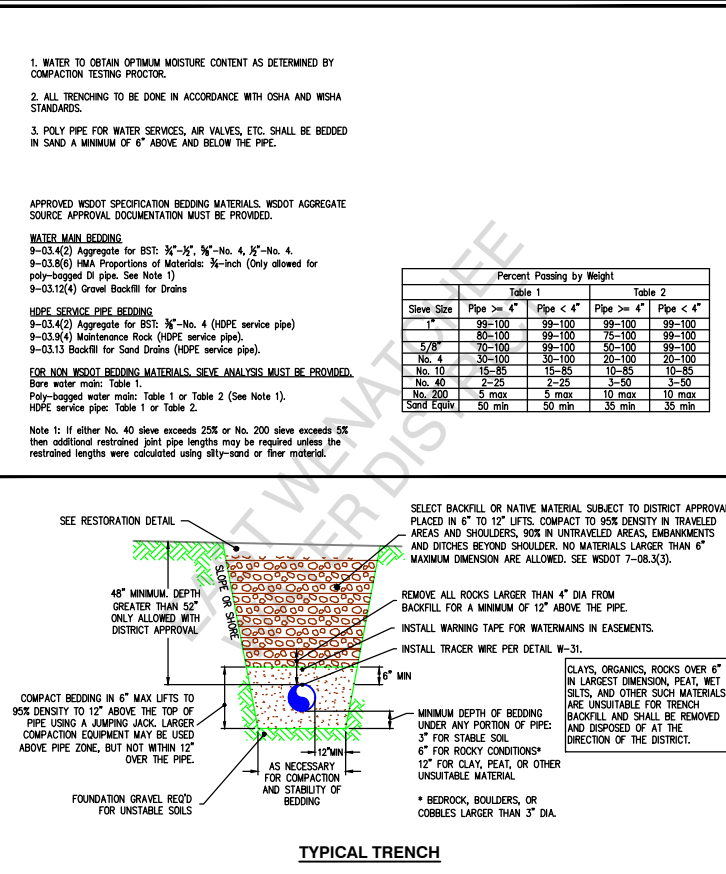 1. WATER TO OBTAIN OPTIMUM MOISTURE CONTENT AS DETERMINED BY
COMPACTION TESTING PROCTOR.
2. ALL TRENCHING TO BE DONE IN ACCORDANCE WITH OSHA AND WISHA
STANDARDS.
3. POLY PIPE FOR WATER SERVICES, AIR VALVES, ETC. SHALL BE BEDDED
IN SAND A MINIMUM OF 6" ABOVE AND BELOW THE PIPE.
APPROVED WSDOT SPECIFICATION BEDDING MATERIALS. WSDOT AGGREGATE
SOURCE APPROVAL DOCUMENTATION MUST BE PROVIDED.
WATER MAIN BEDDING
9-03.4(2) Aggregate for BST: ¾"-½", ⅝"-No. 4, ½"-No. 4.
9-03.8(6) HMA Proportions of Materials: ¾-inch (Only allowed for
poly-bagged DI pipe. See Note 1)
9-03.12(4) Gravel Backfill for Drains
HDPE SERVICE PIPE BEDDING
9-03.4(2) Aggregate for BST: ⅜"-No. 4 (HDPE service pipe)
9-03.9(4) Maintenance Rock (HDPE service pipe).
9-03.13 Backfill for Sand Drains (HDPE service pipe).
FOR NON WSDOT BEDDING MATERIALS, SIEVE ANALYSIS MUST BE PROVIDED.
Bare water main: Table 1.
Poly-bagged water main: Table 1 or Table 2 (See Note 1).
HDPE service pipe: Table 1 or Table 2.
Note 1: If either No. 40 sieve exceeds 25% or No. 200 sieve exceeds 5%
then additional restrained joint pipe lengths may be required unless the
restrained lengths were calculated using silty-sand or finer material.
Percent Passing by Weight
Table 1 Table 2
Sieve Size Pipe >= 4" Pipe < 4" Pipe >= 4" Pipe < 4"
1" 99-100 99-100 99-100 99-100
80-100 99-100 75-100 99-100
5/8" 70-100 99-100 50-100 99-100
No. 4 30-100 30-100 20-100 20-100
No. 10 15-85 15-85 10-85 10-85
No. 40 2-25 2-25 3-50 3-50
No. 200 5 max 5 max 10 max 10 max
Sand Equiv 50 min 50 min 35 min 35 min
EAST WENATCHEE
WATER DISTRICT
SEE RESTORATION DETAIL
SELECT BACKFILL OR NATIVE MATERIAL SUBJECT TO DISTRICT APPROVAL
PLACED IN 6" TO 12" LIFTS. COMPACT TO 95% DENSITY IN TRAVELED
AREAS AND SHOULDERS, 90% IN UNTRAVELED AREAS, EMBANKMENTS
AND DITCHES BEYOND SHOULDER. NO MATERIALS LARGER THAN 6"
MAXIMUM DIMENSION ARE ALLOWED. SEE WSDOT 7-08.3(3).
SLOPE OR SHORE
48" MINIMUM. DEPTH
GREATER THAN 52"
ONLY ALLOWED WITH
DISTRICT APPROVAL
REMOVE ALL ROCKS LARGER THAN 4" DIA FROM
BACKFILL FOR A MINIMUM OF 12" ABOVE THE PIPE.
INSTALL WARNING TAPE FOR WATERMAINS IN EASEMENTS.
INSTALL TRACER WIRE PER DETAIL W-31.
6" MIN
CLAYS, ORGANICS, ROCKS OVER 6"
IN LARGEST DIMENSION, PEAT, WET
SILTS, AND OTHER SUCH MATERIALS
ARE UNSUITABLE FOR TRENCH
BACKFILL AND SHALL BE REMOVED
AND DISPOSED OF AT THE
DIRECTION OF THE DISTRICT.
COMPACT BEDDING IN 6" MAX LIFTS TO
95% DENSITY TO 12" ABOVE THE TOP OF
PIPE USING A JUMPING JACK. LARGER
COMPACTION EQUIPMENT MAY BE USED
ABOVE PIPE ZONE, BUT NOT WITHIN 12"
OVER THE PIPE.
MINIMUM DEPTH OF BEDDING
UNDER ANY PORTION OF PIPE:
3" FOR STABLE SOIL
6" FOR ROCKY CONDITIONS*
12" FOR CLAY, PEAT, OR OTHER
UNSUITABLE MATERIAL
* BEDROCK, BOULDERS, OR
COBBLES LARGER THAN 3" DIA.
12"MIN
AS NECESSARY
FOR COMPACTION
AND STABILITY OF
BEDDING
FOUNDATION GRAVEL REQ'D
FOR UNSTABLE SOILS
TYPICAL TRENCH